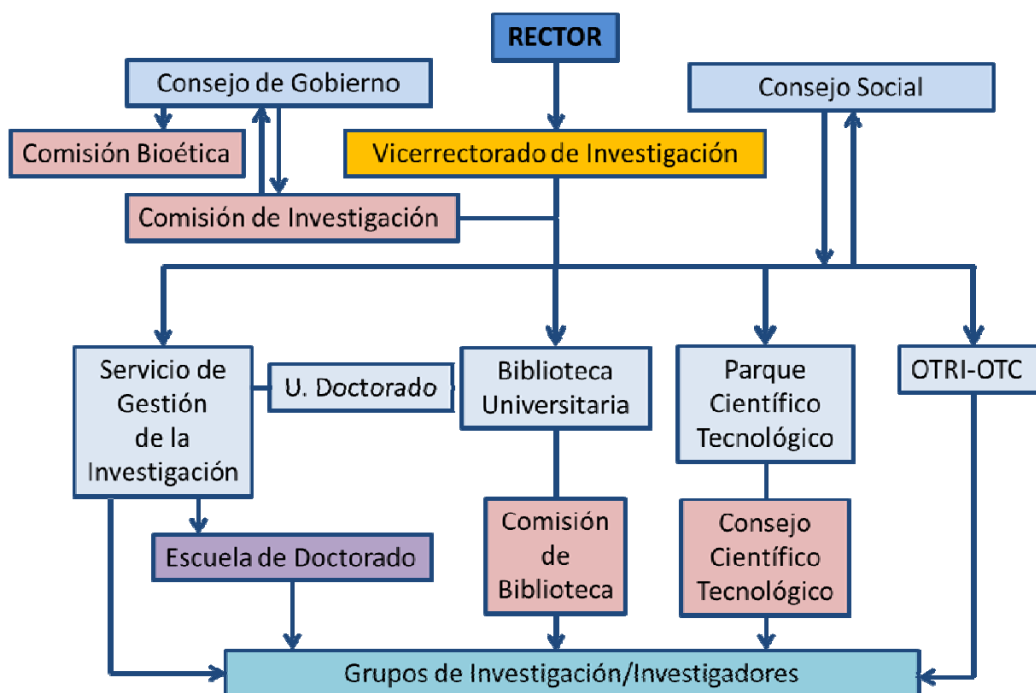 RECTOR
Consejo de Gobierno
Consejo Social
Comisión Bioética
Vicerrectorado de Investigación
Comisión de Investigación
Servicio de
Gestión
de la
Investigación
U. Doctorado
Biblioteca
Universitaria
Parque
Científico
Tecnológico
OTRI-OTC
Comisión
de
Biblioteca
Consejo
Científico
Tecnológico
Escuela de Doctorado
Grupos de Investigación/Investigadores